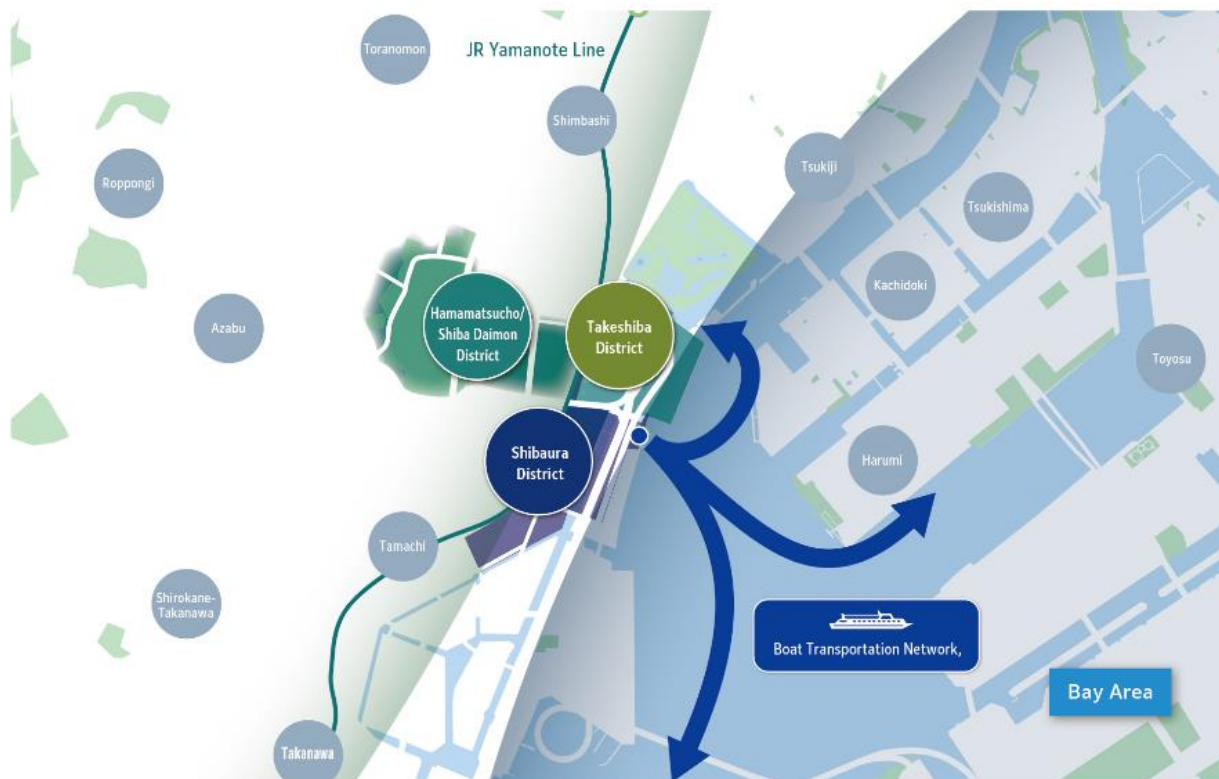 Toranomon
JR Yamanote Line
Shimbashi
Tsukiji
Roppongi
Tsukishima
Kachidoki
Hamamatsucho/
Shiba Daimon
District
Takeshiba
District
Azabu
Toyosu
Shibaura
District
Harumi
Tamachi
Shirokane-
Takanawa
Boat Transportation Network,
Bay Area
Takanawa